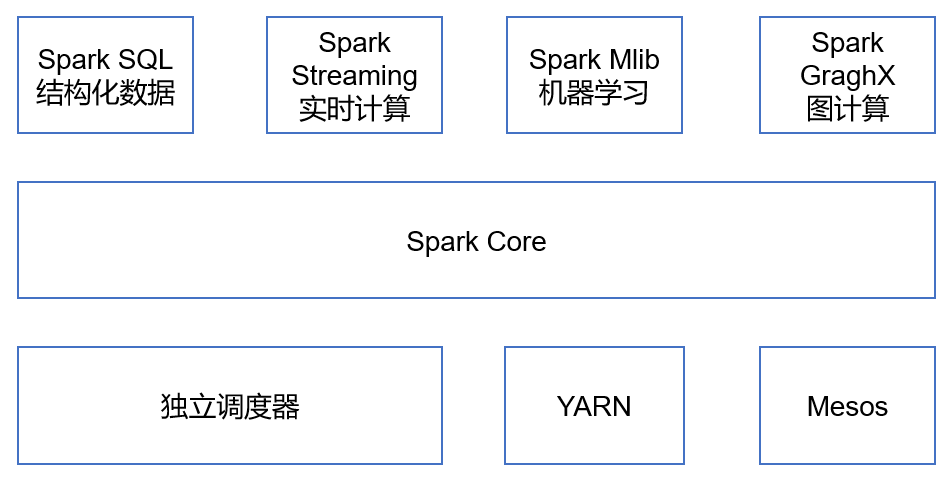 Spark SQL
结构化数据
Spark
Streaming
实时计算
Spark Mlib
机器学习
Spark
GraghX
图计算
Spark Core
独立调度器
YARN
Mesos